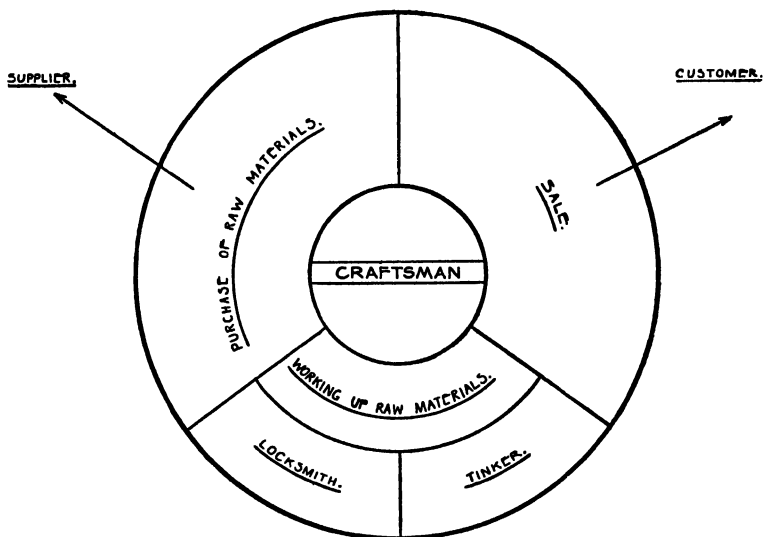 SUPPLIER.
CUSTOMER.
PURCHASE OF RAW MATERIALS.
SALE.
CRAFTSMAN
WORKING UP RAW MATERIALS.
LOCKSMITH.
TINKER.